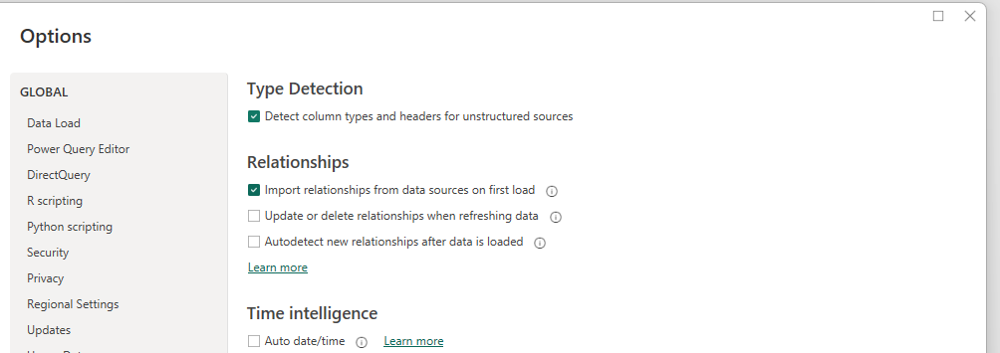 Options
GLOBAL
Data Load
Power Query Editor
DirectQuery
R scripting
Python scripting
Security
Privacy
Regional Settings
Updates
Type Detection
Detect column types and headers for unstructured sources
Relationships
Import relationships from data sources on first load
Update or delete relationships when refreshing data
Autodetect new relationships after data is loaded
Learn more
Time intelligence
Auto date/time Learn more